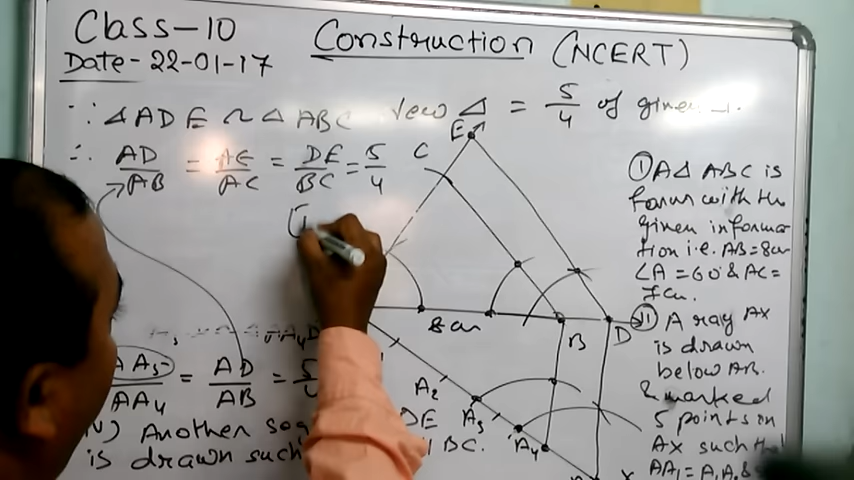 Class-10
Construction (NCERT)
Date-22-01-17
∵ △ADE ~ △ABC
New △ = 5/4 of given
∴ AD/AB = AE/AC = DE/BC = 5/4
E
C
8cm
B
D
A2
A3
A4
X
① A△ ABC is
form with the
given informa
tion i.e. AB=8cm
∠A=60 & AC=
7cm.
② A ray AX
is drawn
below AB.
& marked
5 points on
AX such that
AA1=A1A2
AA5/AA4 = AD/AB = 5/4
IV) Another
DE
is drawn such
BC.